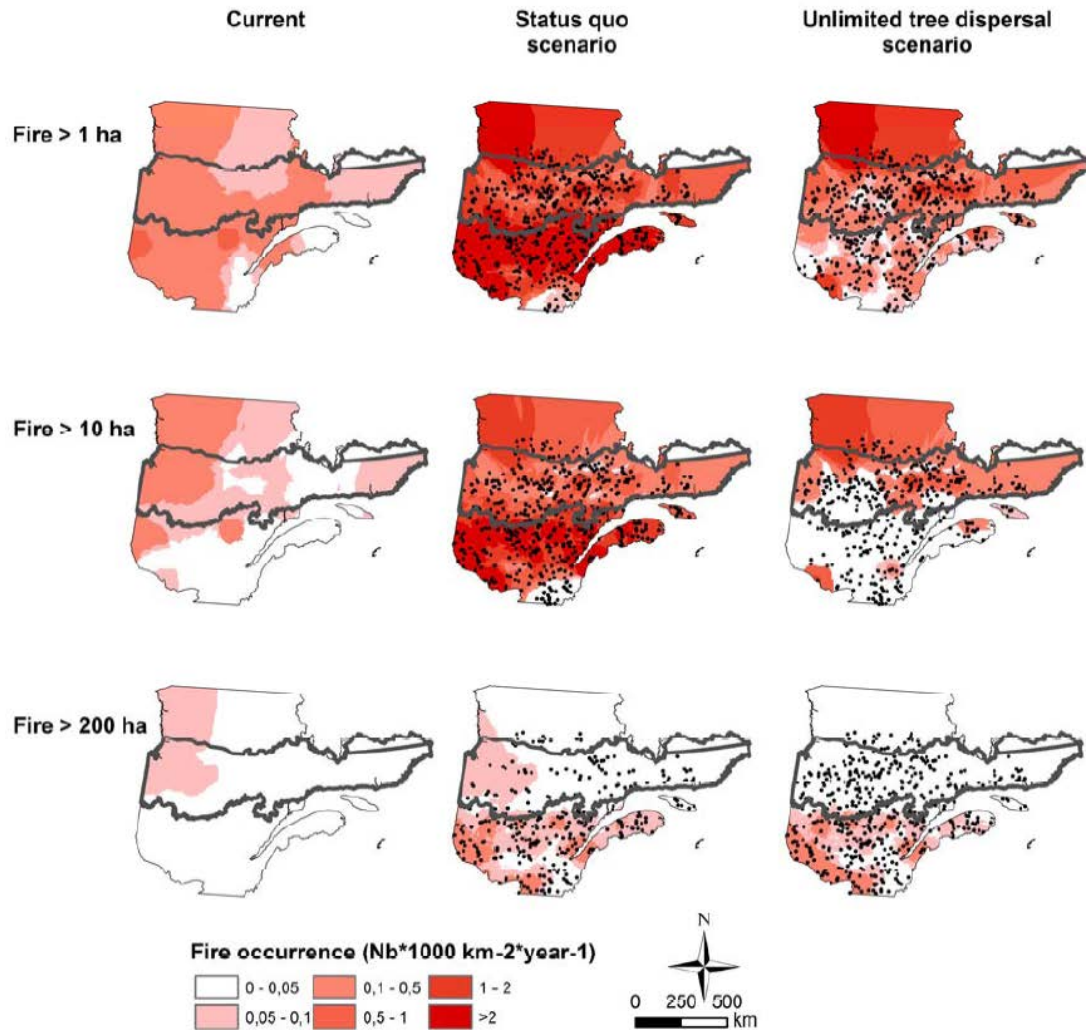 Current
Status quo
scenario
Unlimited tree dispersal
scenario
Fire > 1 ha
Fire > 10 ha
Fire > 200 ha
Fire occurrence (Nb*1000 km-2*year-1)
0 - 0,05
0,1 - 0,5
1 - 2
0,05 - 0,1
0,5 - 1
>2
N
0 250 500
km